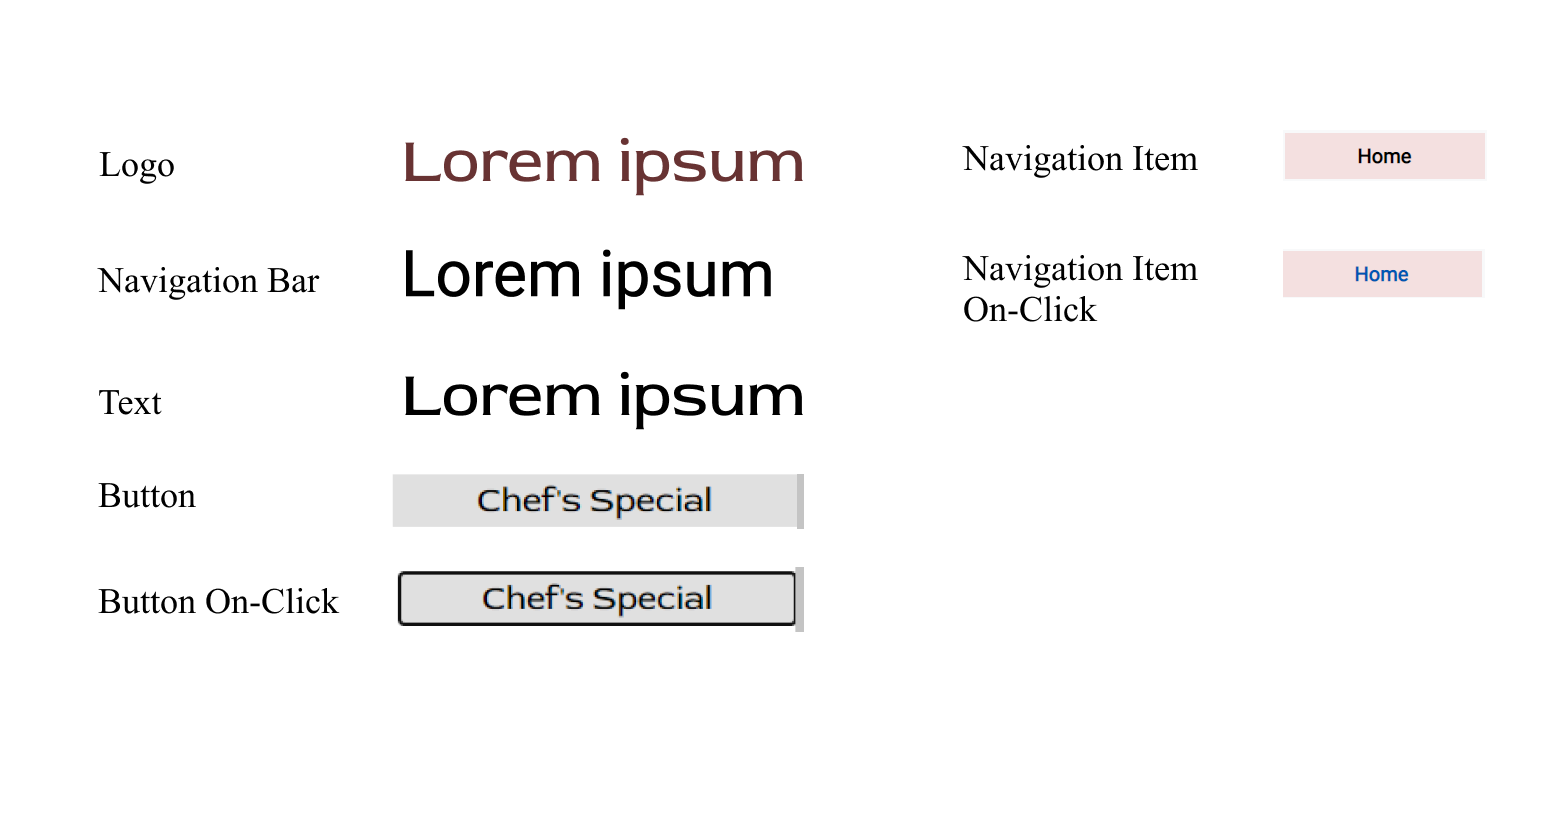 Logo
Lorem ipsum
Navigation Bar
Lorem ipsum
Text
Lorem ipsum
Button
Chef's Special
Button On-Click
Chef's Special
Navigation Item
Home
Navigation Item
On-Click
Home